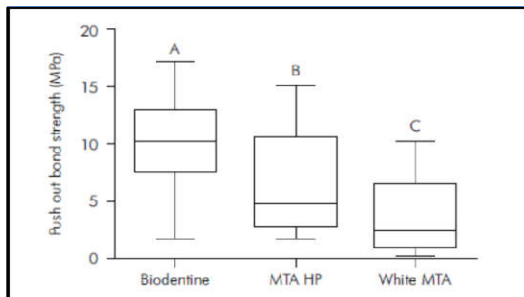 Push out bond strength (MPa)
20
15
10
5
0
A
B
C
Biodentine
MTA HP
White MTA